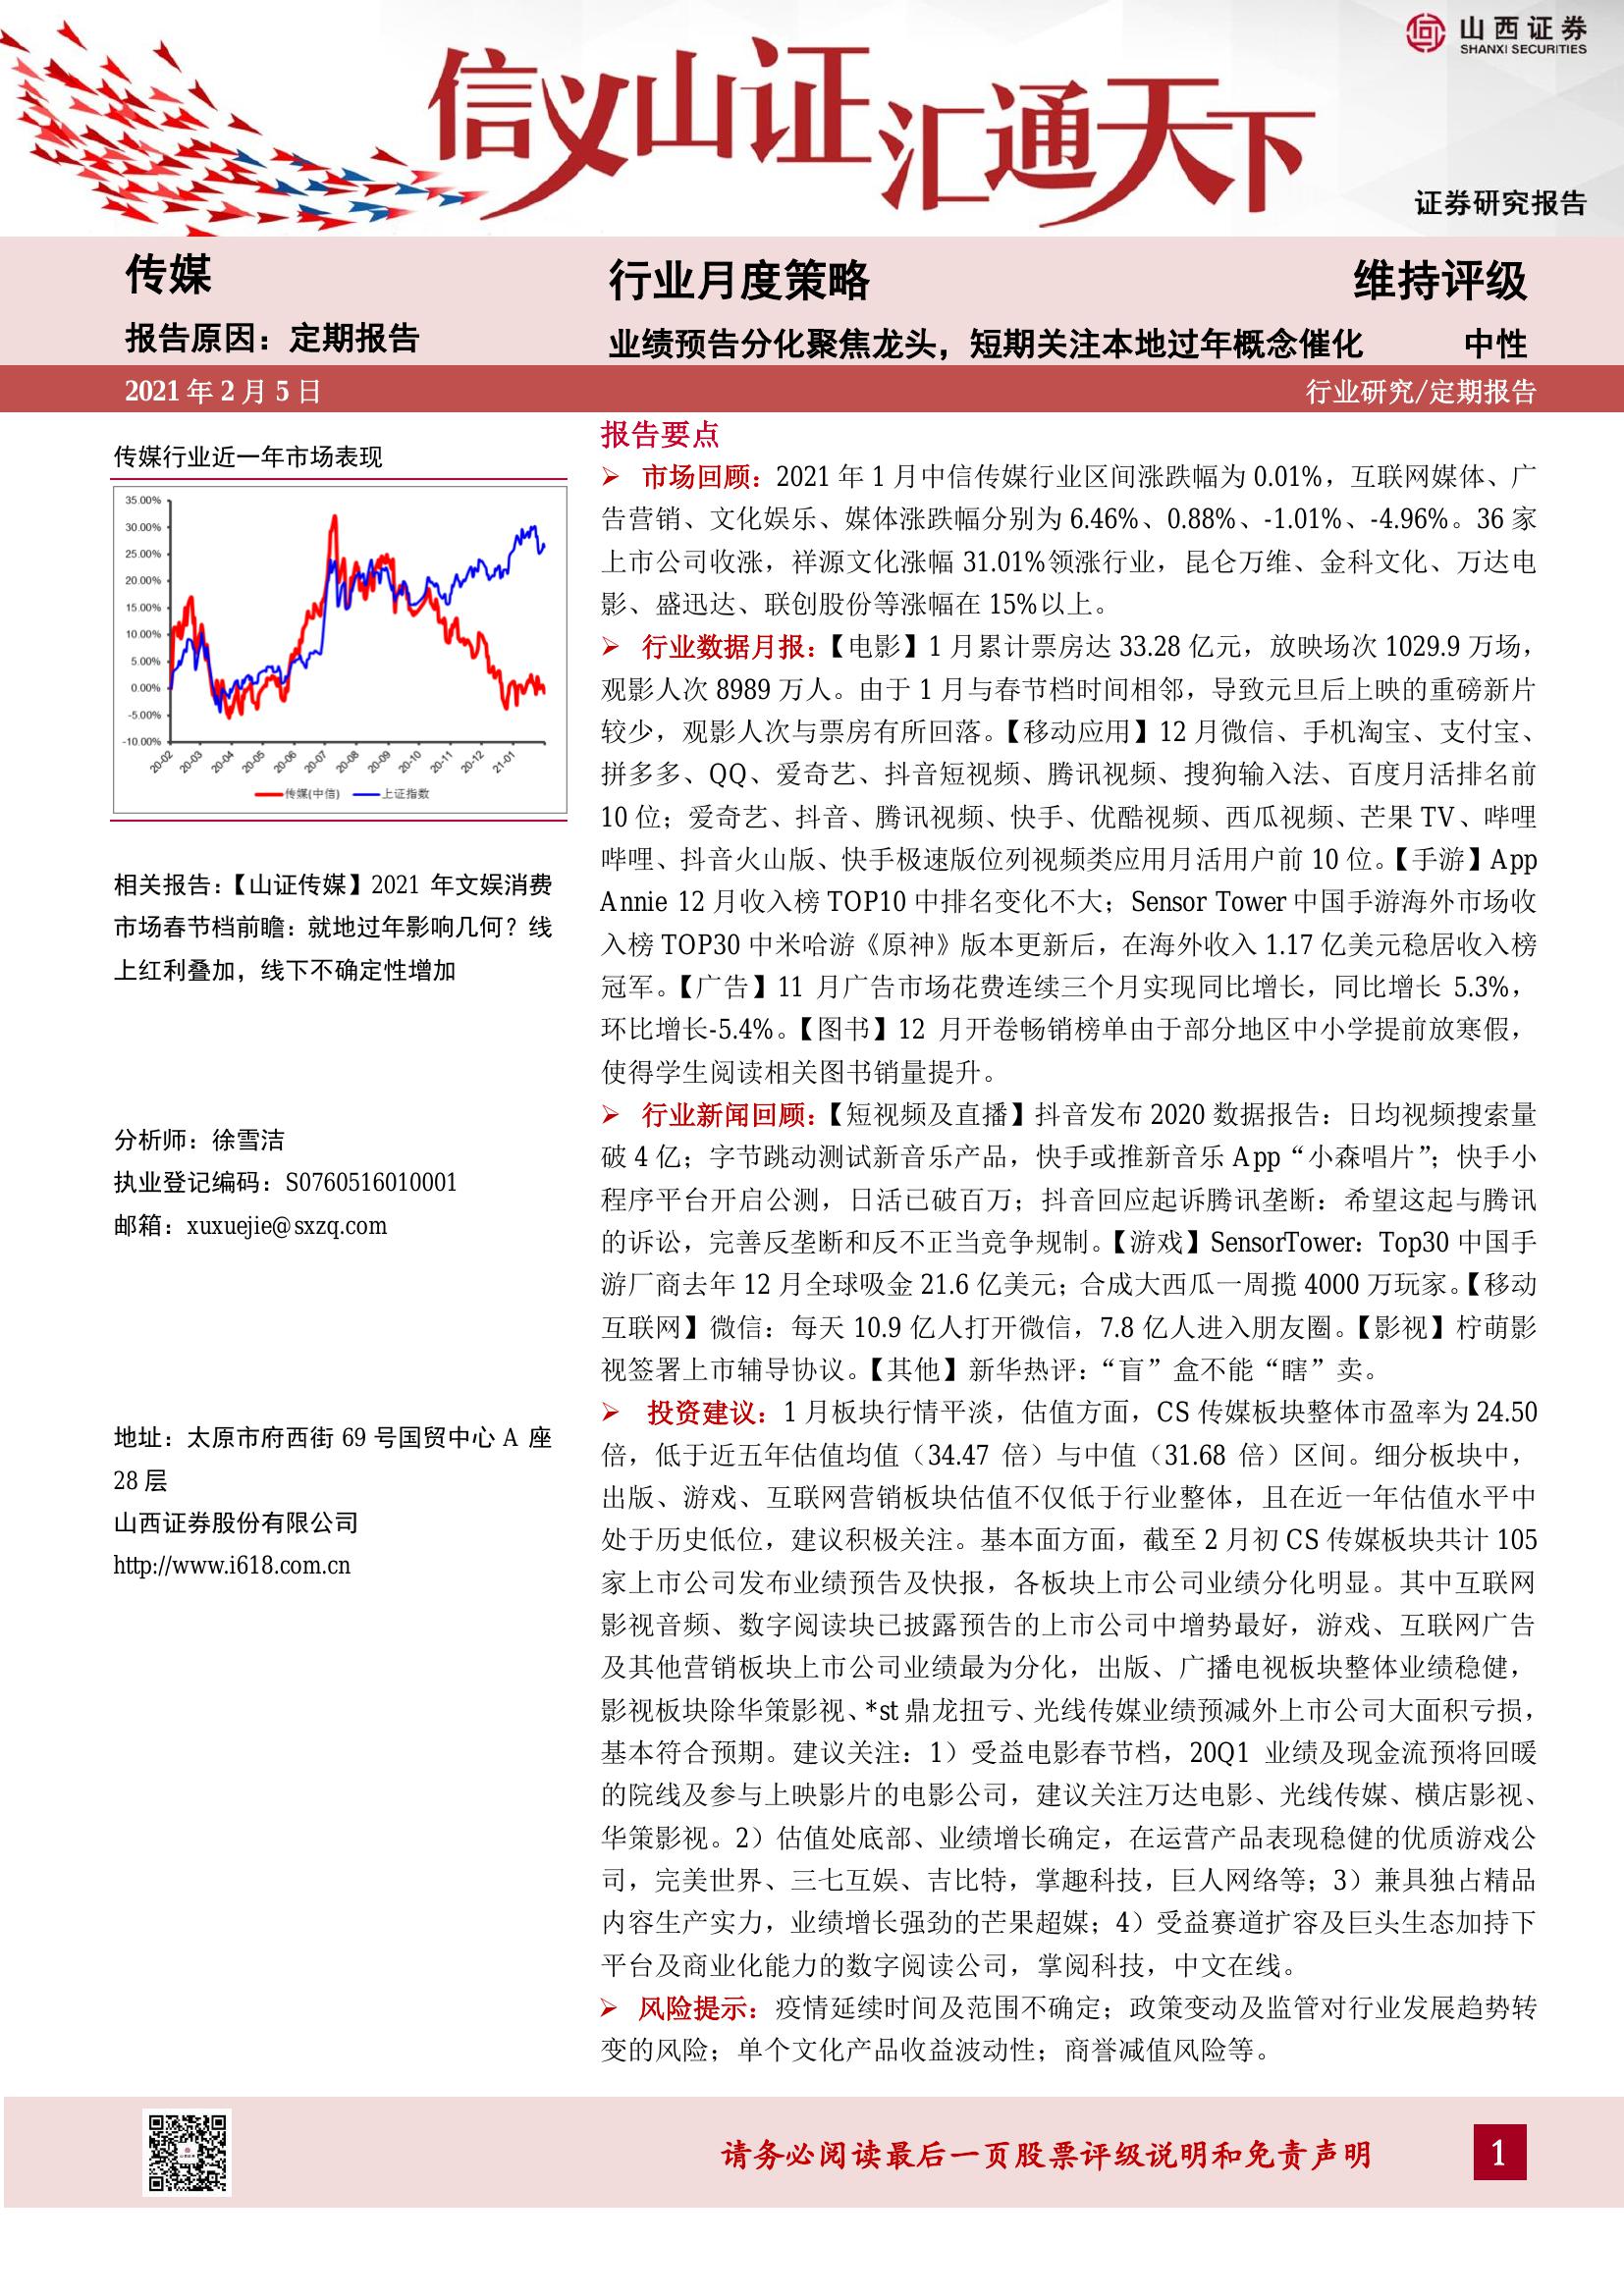 山西证券
SHANXI SECURITIES
信义山证汇通天下
证券研究报告
传媒
行业月度策略
维持评级
报告原因：定期报告
业绩预告分化聚焦龙头，短期关注本地过年概念催化
中性
2021 年 2 月 5 日
行业研究/定期报告
传媒行业近一年市场表现
35.00%
30.00%
25.00%
20.00%
15.00%
10.00%
5.00%
0.00%
-5.00%
-10.00%
20-02 20-03 20-04 20-05 20-06 20-07 20-08 20-09 20-10 20-11 20-12 21-01
传媒(中信) 上证指数
相关报告：【山证传媒】2021 年文娱消费
市场春节档前瞻：就地过年影响几何？线
上红利叠加，线下不确定性增加
分析师：徐雪洁
执业登记编码：S0760516010001
邮箱：xuxuejie@sxzq.com
地址：太原市府西街 69 号国贸中心 A 座
28 层
山西证券股份有限公司
http://www.i618.com.cn
报告要点
➢ 市场回顾：2021 年 1 月中信传媒行业区间涨跌幅为 0.01%，互联网媒体、广
告营销、文化娱乐、媒体涨跌幅分别为 6.46%、0.88%、-1.01%、-4.96%。36 家
上市公司收涨，祥源文化涨幅 31.01%领涨行业，昆仑万维、金科文化、万达电
影、盛迅达、联创股份等涨幅在 15%以上。
➢ 行业数据月报：【电影】1 月累计票房达 33.28 亿元，放映场次 1029.9 万场，
观影人次 8989 万人。由于 1 月与春节档时间相邻，导致元旦后上映的重磅新片
较少，观影人次与票房有所回落。【移动应用】12 月微信、手机淘宝、支付宝、
拼多多、QQ、爱奇艺、抖音短视频、腾讯视频、搜狗输入法、百度月活排名前
10 位；爱奇艺、抖音、腾讯视频、快手、优酷视频、西瓜视频、芒果 TV、哔哩
哔哩、抖音火山版、快手极速版位列视频类应用月活用户前 10 位。【手游】App
Annie 12 月收入榜 TOP10 中排名变化不大；Sensor Tower 中国手游海外市场收
入榜 TOP30 中米哈游《原神》版本更新后，在海外收入 1.17 亿美元稳居收入榜
冠军。【广告】11 月广告市场花费连续三个月实现同比增长，同比增长 5.3%，
环比增长-5.4%。【图书】12 月开卷畅销榜单由于部分地区中小学提前放寒假，
使得学生阅读相关图书销量提升。
➢ 行业新闻回顾：【短视频及直播】抖音发布 2020 数据报告：日均视频搜索量
破 4 亿；字节跳动测试新音乐产品，快手或推新音乐 App“小森唱片”；快手小
程序平台开启公测，日活已破百万；抖音回应起诉腾讯垄断：希望这起与腾讯
的诉讼，完善反垄断和反不正当竞争规制。【游戏】SensorTower：Top30 中国手
游厂商去年 12 月全球吸金 21.6 亿美元；合成大西瓜一周揽 4000 万玩家。【移动
互联网】微信：每天 10.9 亿人打开微信，7.8 亿人进入朋友圈。【影视】柠萌影
视签署上市辅导协议。【其他】新华热评：“盲”盒不能“瞎”卖。
➢ 投资建议：1 月板块行情平淡，估值方面，CS 传媒板块整体市盈率为 24.50
倍，低于近五年估值均值（34.47 倍）与中值（31.68 倍）区间。细分板块中，
出版、游戏、互联网营销板块估值不仅低于行业整体，且在近一年估值水平中
处于历史低位，建议积极关注。基本面方面，截至 2 月初 CS 传媒板块共计 105
家上市公司发布业绩预告及快报，各板块上市公司业绩分化明显。其中互联网
影视音频、数字阅读块已披露预告的上市公司中增势最好，游戏、互联网广告
及其他营销板块上市公司业绩最为分化，出版、广播电视板块整体业绩稳健，
影视板块除华策影视、*st 鼎龙扭亏、光线传媒业绩预减外上市公司大面积亏损，
基本符合预期。建议关注：1）受益电影春节档，20Q1 业绩及现金流预将回暖
的院线及参与上映影片的电影公司，建议关注万达电影、光线传媒、横店影视、
华策影视。2）估值处底部、业绩增长确定，在运营产品表现稳健的优质游戏公
司，完美世界、三七互娱、吉比特，掌趣科技，巨人网络等；3）兼具独占精品
内容生产实力，业绩增长强劲的芒果超媒；4）受益赛道扩容及巨头生态加持下
平台及商业化能力的数字阅读公司，掌阅科技，中文在线。
➢ 风险提示：疫情延续时间及范围不确定；政策变动及监管对行业发展趋势转
变的风险；单个文化产品收益波动性；商誉减值风险等。
请务必阅读最后一页股票评级说明和免责声明
1